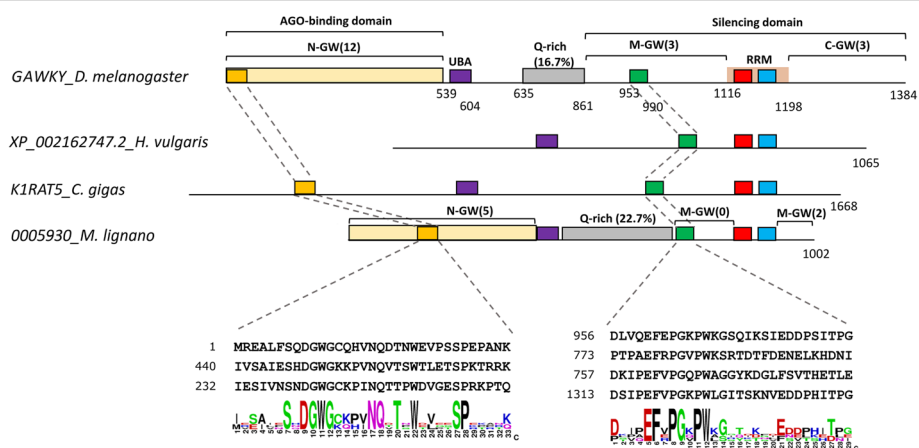 AGO-binding domain
Silencing domain
N-GW(12)
UBA
Q-rich
(16.7%)
M-GW(3)
RRM
C-GW(3)
GAWKY_D. melanogaster
539
604
635
861
953
990
1116
1198
1384
XP_002162747.2_H. vulgaris
1065
K1RAT5_C. gigas
1668
N-GW(5)
Q-rich (22.7%)
M-GW(0)
M-GW(2)
0005930_M. lignano
1002
1 MREALFSQDGWGCQHVNQDTNWEVPSSPEPANK
440 IVSAIESHDGWGKKPVNQVTSWTLETSPKTRRK
232 IESIVNSNDGWGCKPINQTTPWDVGESPRKPTQ
956 DLVQEFEPGKPWKGSQIKSIEDDPSITPG
773 PTPAEFRPGVPWKSRTDTFDENELKHDNI
757 DKIPEFVPGKQPWAGGYKDGLFSVTHETLE
1313 DSIPEFVPGKPWLGITSKNVEDDPHITPG